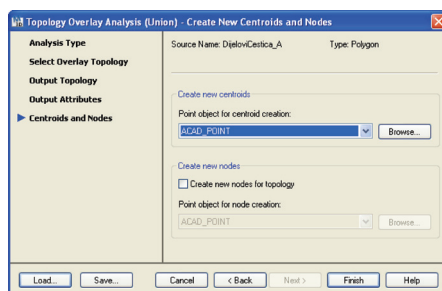 Topology Overlay Analysis (Union) - Create New Centroids and Nodes
Analysis Type
Select Overlay Topology
Output Topology
Output Attributes
Centroids and Nodes
Source Name: DijeloviCestica_A Type: Polygon
Create new centroids
Point object for centroid creation:
ACAD_POINT Browse...
Create new nodes
Create new nodes for topology
Point object for node creation:
ACAD_POINT Browse...
Load... Save... Cancel < Back Next > Finish Help